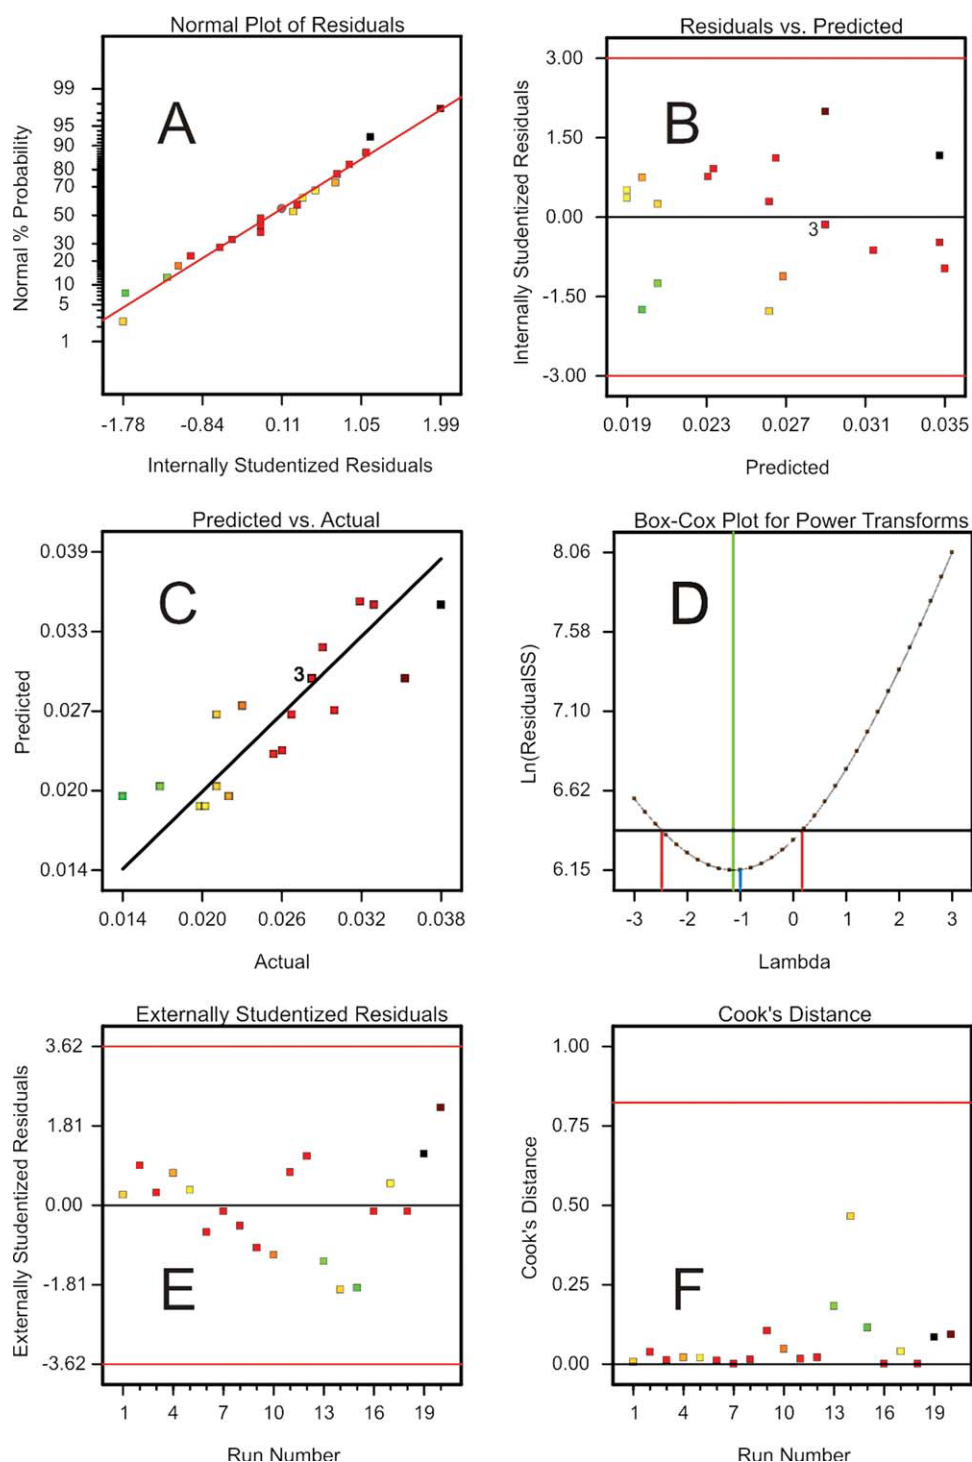 Normal Plot of Residuals
A
Normal % Probability
99
95
90
80
70
50
30
20
10
5
1
-1.78 -0.84 0.11 1.05 1.99
Internally Studentized Residuals
Residuals vs. Predicted
B
Internally Studentized Residuals
3.00
1.50
0.00
-1.50
-3.00
3
0.019 0.023 0.027 0.031 0.035
Predicted
Predicted vs. Actual
C
Predicted
0.039
0.033
0.027
0.020
0.014
3
0.014 0.020 0.026 0.032 0.038
Actual
Box-Cox Plot for Power Transforms
D
Ln(ResidualSS)
8.06
7.58
7.10
6.62
6.15
-3 -2 -1 0 1 2 3
Lambda
Externally Studentized Residuals
E
Externally Studentized Residuals
3.62
1.81
0.00
-1.81
-3.62
1 4 7 10 13 16 19
Run Number
Cook's Distance
F
Cook's Distance
1.00
0.75
0.50
0.25
0.00
1 4 7 10 13 16 19
Run Number